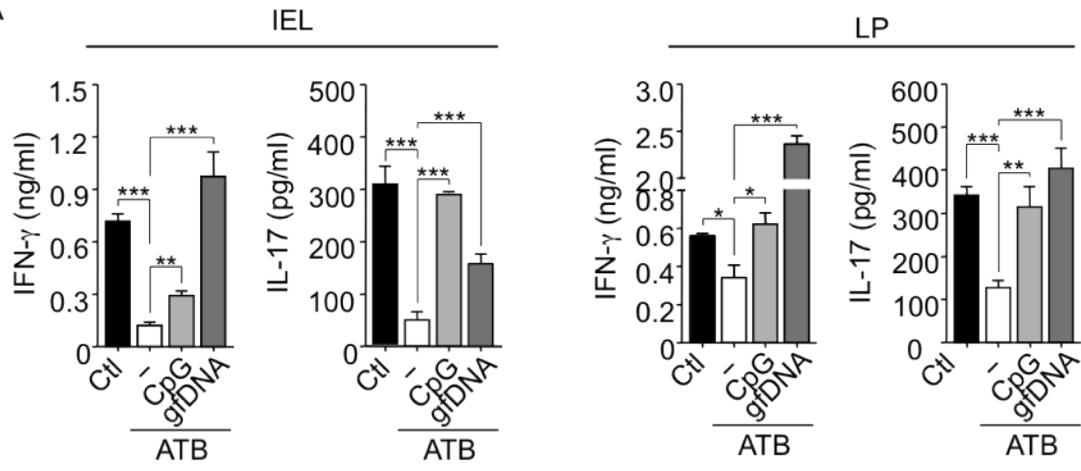 IEL
LP
IFN-γ (ng/ml)
1.5
1.2
0.9
0.6
0.3
0
***
***
**
Ctl
–
CpG
gfDNA
ATB
IL-17 (pg/ml)
500
400
300
200
100
0
***
***
***
Ctl
–
CpG
gfDNA
ATB
IFN-γ (ng/ml)
3.0
2.5
2.0
0.8
0.6
0.4
0.2
0
***
*
*
Ctl
–
CpG
gfDNA
ATB
IL-17 (pg/ml)
600
500
400
300
200
100
0
***
***
**
Ctl
–
CpG
gfDNA
ATB